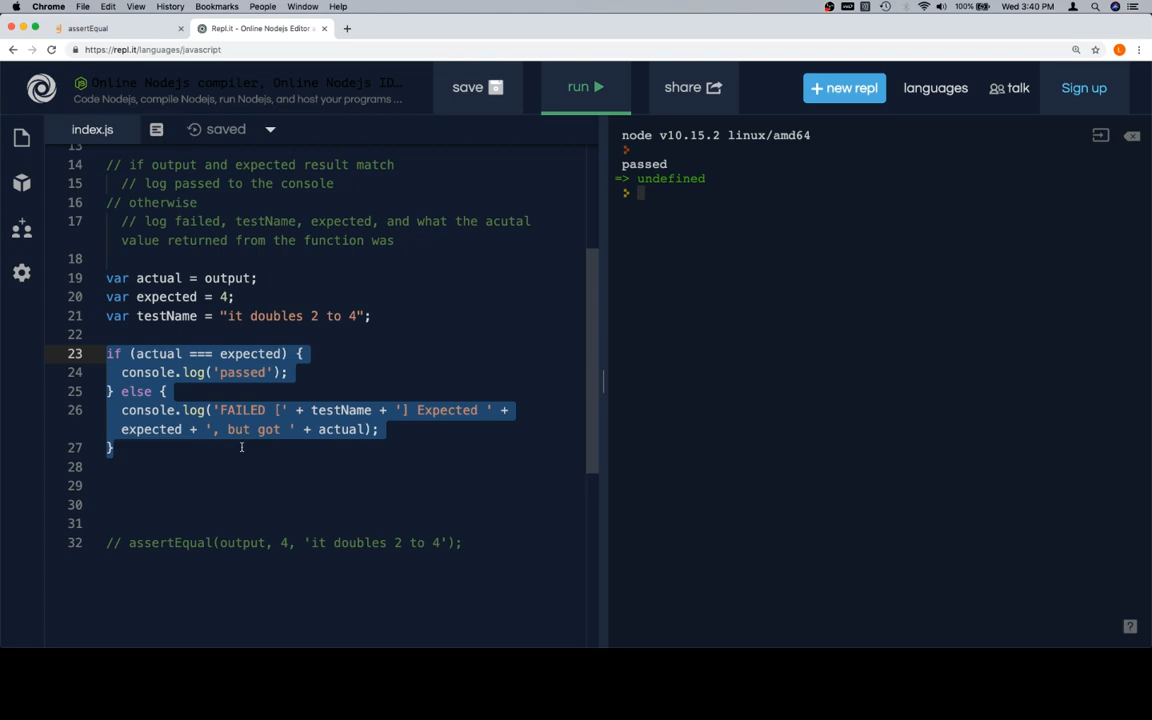 Chrome File Edit View History Bookmarks People Window Help 100% Wed 3:40 PM
assertEqual Repl.it - Online Nodejs Editor a
https://repl.it/languages/javascript
Online Nodejs compiler, Online Nodejs ID...
Code Nodejs, compile Nodejs, run Nodejs, and host your programs ...
save run share + new repl languages talk Sign up
index.js saved
13
14 // if output and expected result match
15 // log passed to the console
16 // otherwise
17 // log failed, testName, expected, and what the acutal
value returned from the function was
18
19 var actual = output;
20 var expected = 4;
21 var testName = "it doubles 2 to 4";
22
23 if (actual === expected) {
24 console.log('passed');
25 } else {
26 console.log('FAILED [' + testName + '] Expected ' +
expected + ', but got ' + actual);
27 }
28
29
30
31
32 // assertEqual(output, 4, 'it doubles 2 to 4');
node v10.15.2 linux/amd64
passed
=> undefined